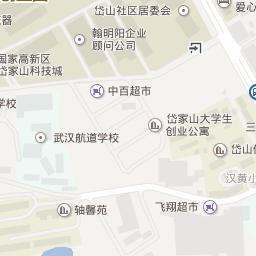 岱山社区居委会
翰明阳企业
顾问公司
爱心
器
国家高新区
岱家山科技城
中百超市
岱家山大学生
创业公寓
学校
武汉航道学校
岱山
汉黄小
轴馨苑
飞翔超市